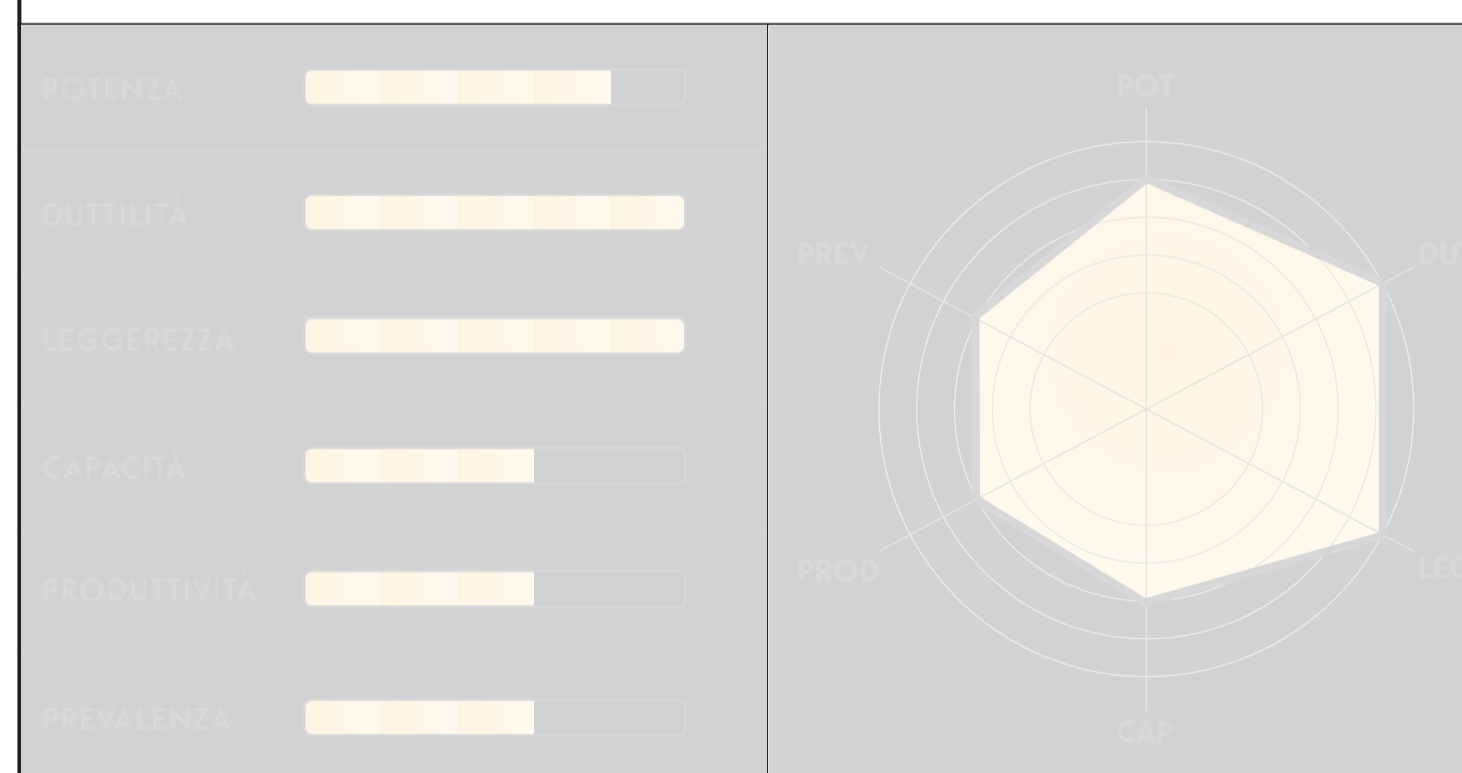 POTENZA
DUTTILITÀ
LEGGEREZZA
CAPACITÀ
PRODUTTIVITÀ
PREVALENZA
POT
PREV
PROD
CAP